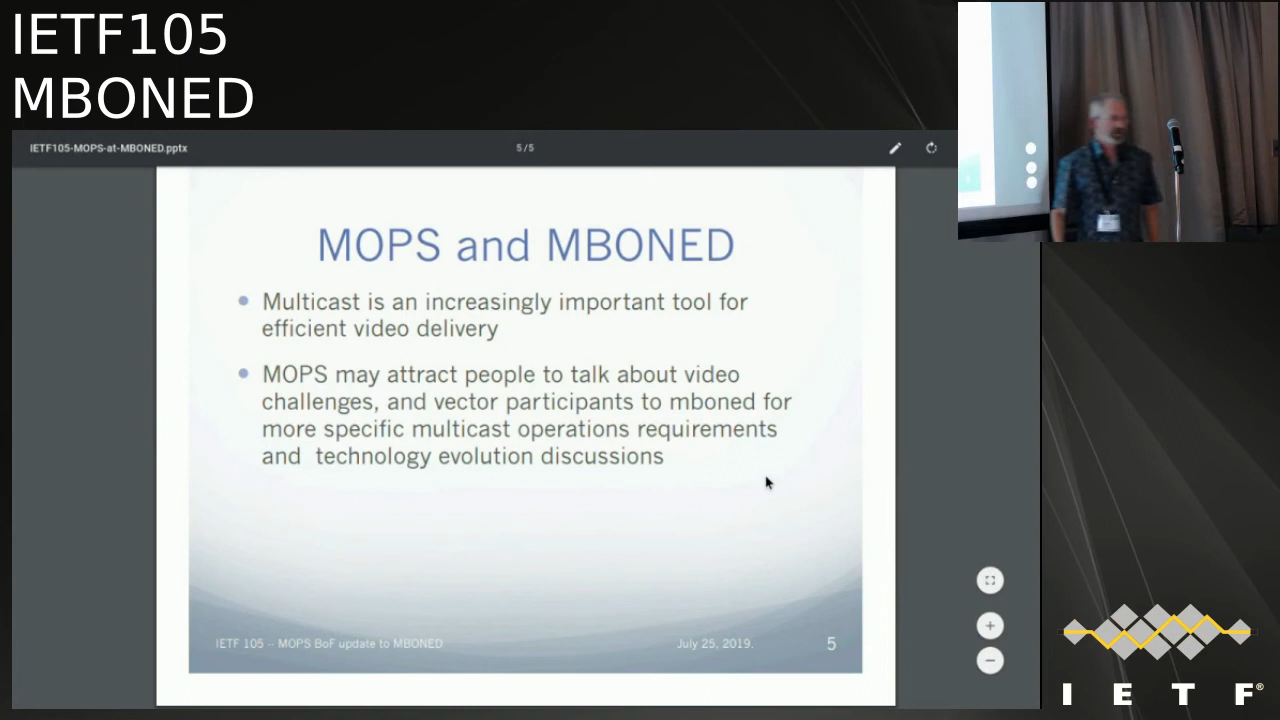 IETF105
MBONED
IETF105-MOPS-at-MBONED.pptx
5/5
MOPS and MBONED
Multicast is an increasingly important tool for
efficient video delivery
MOPS may attract people to talk about video
challenges, and vector participants to mboned for
more specific multicast operations requirements
and technology evolution discussions
IETF 105 -- MOPS BoF update to MBONED
July 25, 2019.
5
I E T F®